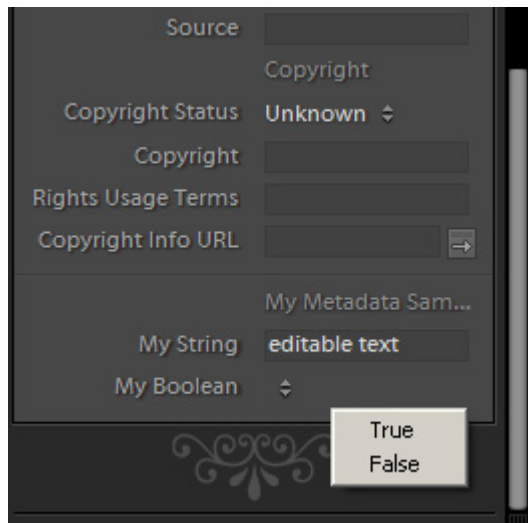 Source
Copyright
Copyright Status Unknown
Copyright
Rights Usage Terms
Copyright Info URL
My Metadata Sam...
My String editable text
My Boolean
True
False